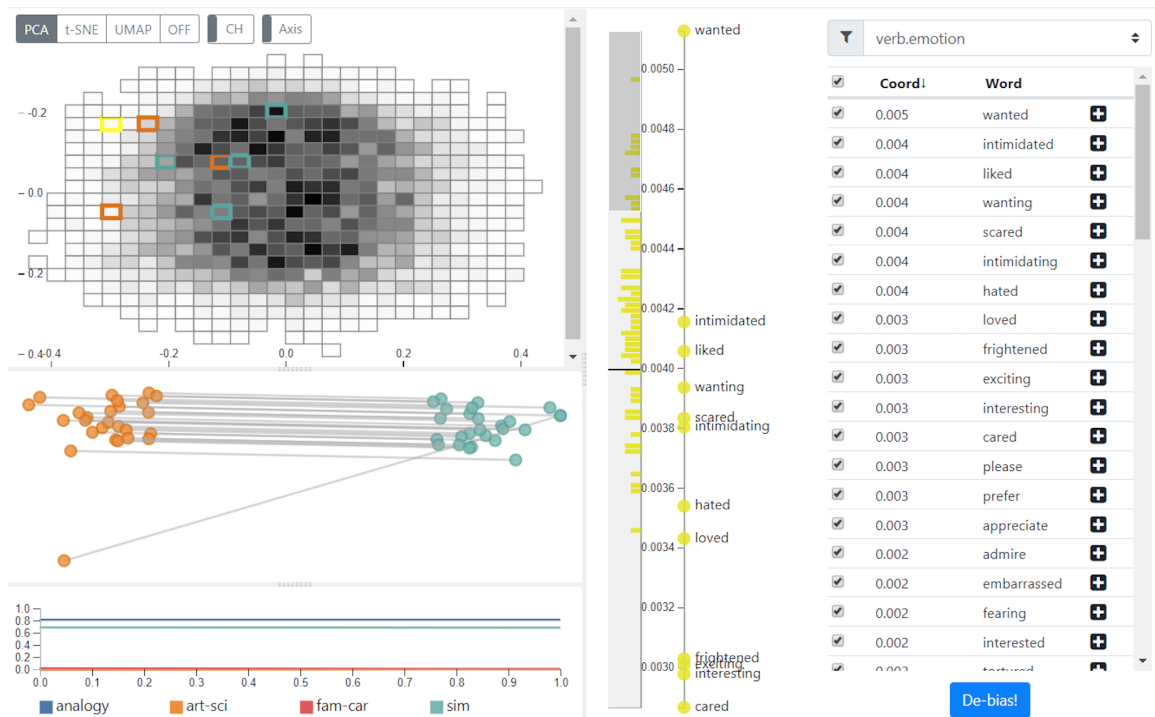 PCA t-SNE UMAP OFF CH Axis
-0.2
0.0
0.2
0.4 0.4 -0.2 0.0 0.2 0.4
1.0
0.8
0.6
0.4
0.2
0.0
0.0 0.1 0.2 0.3 0.4 0.5 0.6 0.7 0.8 0.9 1.0
analogy art-sci fam-car sim
wanted
0.0050
0.0048
0.0046
0.0044
0.0042
intimidated
liked
0.0040
wanting
scared
0.0038
intimidating
0.0036
hated
loved
0.0034
0.0032
frightened
0.0030
exciting
interesting
cared
verb.emotion
Coord↓ Word
0.005 wanted
0.004 intimidated
0.004 liked
0.004 wanting
0.004 scared
0.004 intimidating
0.004 hated
0.003 loved
0.003 frightened
0.003 exciting
0.003 interesting
0.003 cared
0.003 please
0.003 prefer
0.003 appreciate
0.002 admire
0.002 embarrassed
0.002 fearing
0.002 interested
0.002 tortured
De-bias!